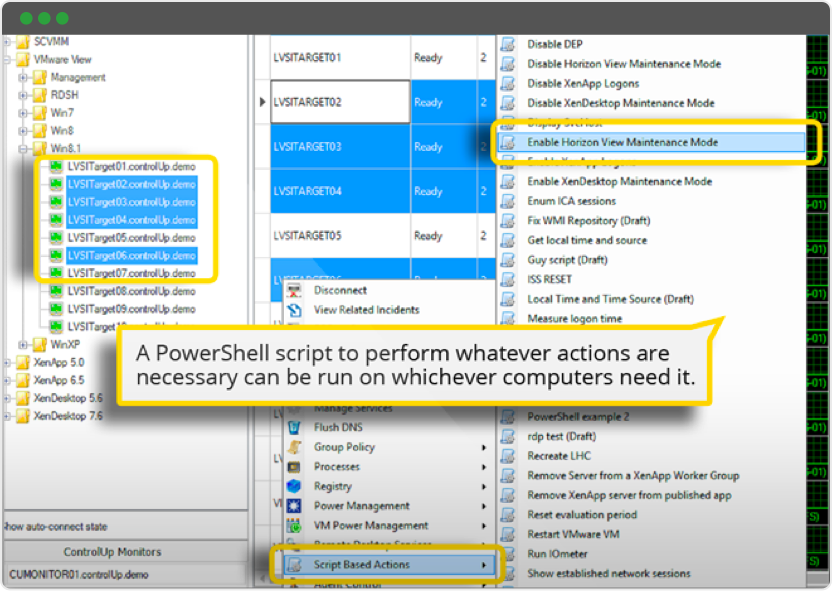 SCVMM
VMware View
Management
RDSH
Win7
Win8
Win8.1
LVSITarget01.controlUp.demo
LVSITarget02.controlUp.demo
LVSITarget03.controlUp.demo
LVSITarget04.controlUp.demo
LVSITarget05.controlUp.demo
LVSITarget06.controlUp.demo
LVSITarget07.controlUp.demo
LVSITarget08.controlUp.demo
LVSITarget09.controlUp.demo
WinXP
XenApp 5.0
XenApp 6.5
XenDesktop 5.6
XenDesktop 7.6
Show auto-connect state
ControlUp Monitors
CUMONITOR01.controlUp.demo
LVSITARGET01 Ready 2
LVSITARGET02 Ready 2
LVSITARGET03 Ready 2
LVSITARGET04 Ready 2
LVSITARGET05 Ready 2
Disconnect
View Related Incidents
A PowerShell script to perform whatever actions are
necessary can be run on whichever computers need it.
Manage Services
Flush DNS
Group Policy
Processes
Registry
Power Management
VM Power Management
Remote Desktop Services
Script Based Actions
Agent Control
Disable DEP
Disable Horizon View Maintenance Mode
Disable XenApp Logons
Disable XenDesktop Maintenance Mode
Display SvcHost
Enable Horizon View Maintenance Mode
Enable XenApp Logons
Enable XenDesktop Maintenance Mode
Enum ICA sessions
Fix WMI Repository (Draft)
Get local time and source
Guy script (Draft)
ISS RESET
Local Time and Time Source (Draft)
Measure logon time
PowerShell example 2
rdp test (Draft)
Recreate LHC
Remove Server from a XenApp Worker Group
Remove XenApp server from published app
Reset evaluation period
Restart VMware VM
Run IOmeter
Show established network sessions